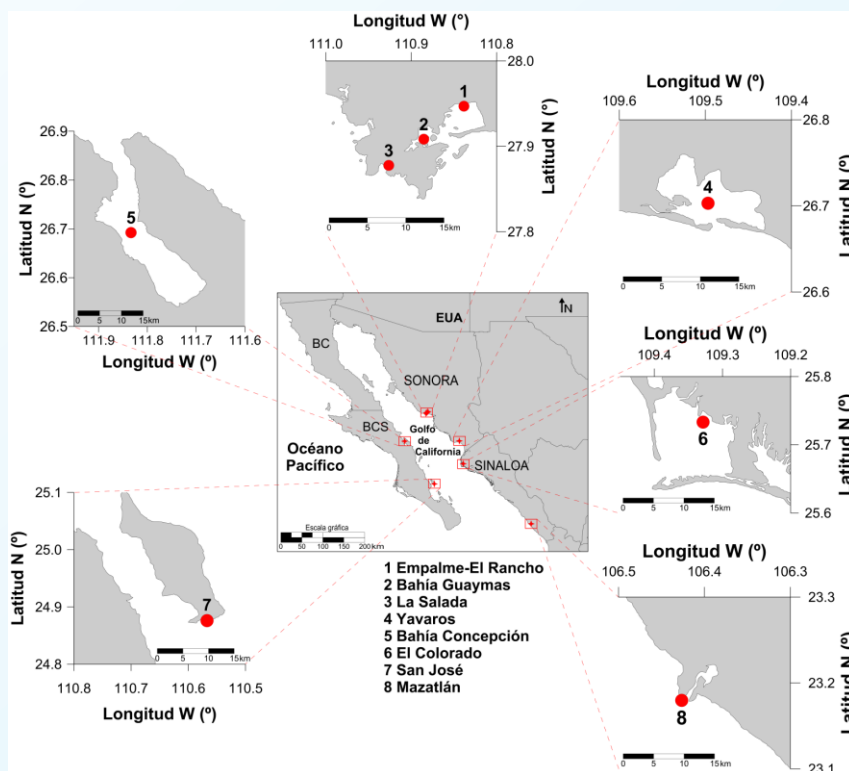 Longitud W (º)
111.0 110.9 110.8
28.0
27.9
27.8
Latitud N (º)
1
2
3
0 5 10 15km
Longitud W (º)
109.6 109.5 109.4
26.8
26.7
26.6
Latitud N (º)
4
0 5 10 15km
26.9
26.8
26.7
26.6
26.5
Latitud N (º)
5
0 5 10 15km
111.9 111.8 111.7 111.6
Longitud W (º)
EUA
N
BC
SONORA
BCS
Golfo
de
California
SINALOA
Océano
Pacífico
Escala gráfica
0 50 100 150 200 km
Longitud W (º)
109.4 109.3 109.2
25.8
25.7
25.6
Latitud N (º)
6
0 5 10 15km
25.1
25.0
24.9
24.8
Latitud N (º)
7
0 5 10 15km
110.8 110.7 110.6 110.5
Longitud W (º)
1 Empalme-El Rancho
2 Bahía Guaymas
3 La Salada
4 Yavaros
5 Bahía Concepción
6 El Colorado
7 San José
8 Mazatlán
Longitud W (º)
106.5 106.4 106.3
23.3
23.2
23.1
Latitud N (º)
8
0 5 10 15km